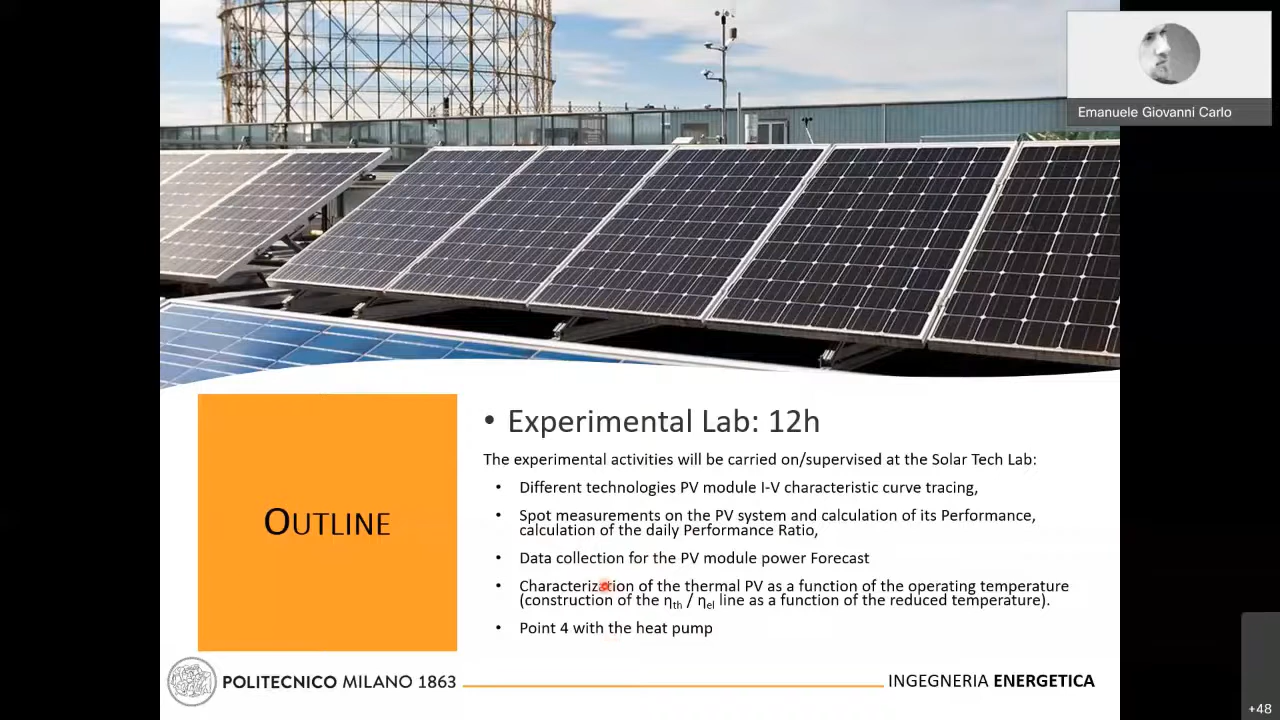 Emanuele Giovanni Carlo
• Experimental Lab: 12h
The experimental activities will be carried on/supervised at the Solar Tech Lab:
• Different technologies PV module I-V characteristic curve tracing,
• Spot measurements on the PV system and calculation of its Performance,
calculation of the daily Performance Ratio,
• Data collection for the PV module power Forecast
• Characterization of the thermal PV as a function of the operating temperature
(construction of the ηth / ηel line as a function of the reduced temperature).
• Point 4 with the heat pump
OUTLINE
POLITECNICO MILANO 1863
INGEGNERIA ENERGETICA
+48